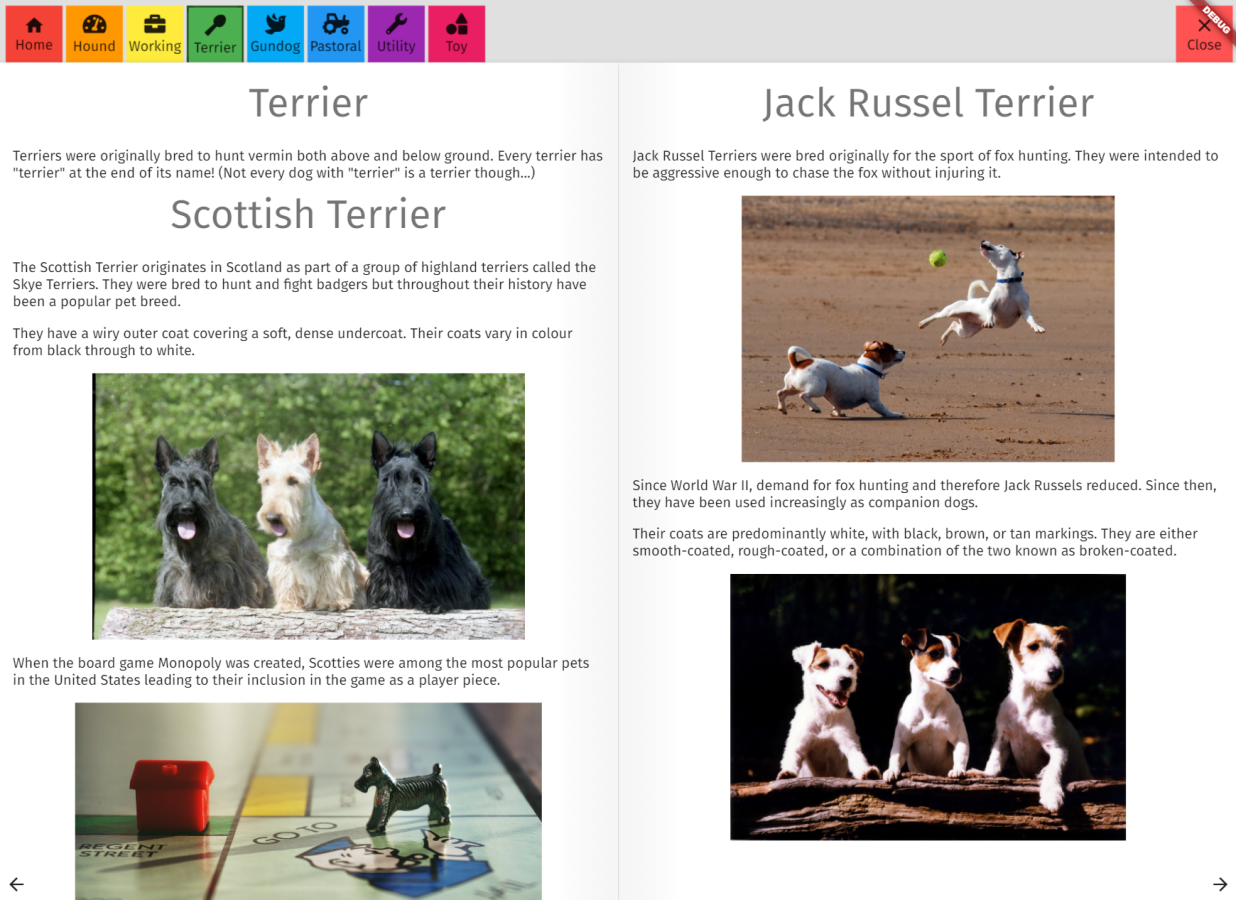 Home
Hound
Working
Terrier
Gundog
Pastoral
Utility
Toy
Close
DEBUG
Terrier
Terriers were originally bred to hunt vermin both above and below ground. Every terrier has
"terrier" at the end of its name! (Not every dog with "terrier" is a terrier though...)
Scottish Terrier
The Scottish Terrier originates in Scotland as part of a group of highland terriers called the
Skye Terriers. They were bred to hunt and fight badgers but throughout their history have
been a popular pet breed.
They have a wiry outer coat covering a soft, dense undercoat. Their coats vary in colour
from black through to white.
When the board game Monopoly was created, Scotties were among the most popular pets
in the United States leading to their inclusion in the game as a player piece.
REGENT
STREET
GO TO
JAIL
Jack Russel Terrier
Jack Russel Terriers were bred originally for the sport of fox hunting. They were intended to
be aggressive enough to chase the fox without injuring it.
Since World War II, demand for fox hunting and therefore Jack Russels reduced. Since then,
they have been used increasingly as companion dogs.
Their coats are predominantly white, with black, brown, or tan markings. They are either
smooth-coated, rough-coated, or a combination of the two known as broken-coated.